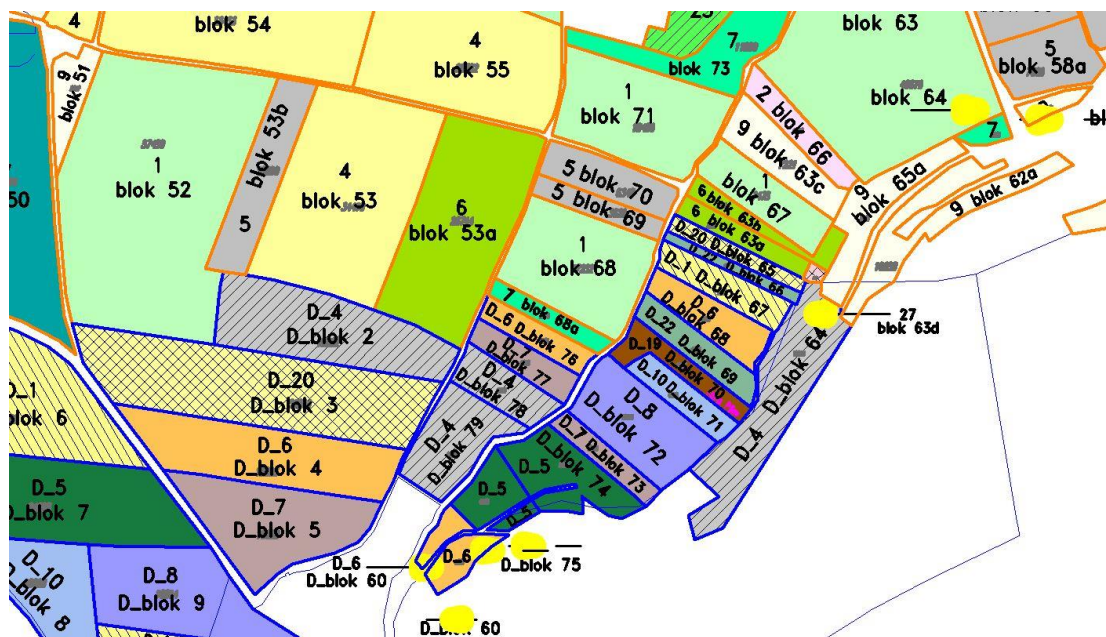 4
blok 54
4
blok 55
25
7
blok 73
blok 63
5
blok 58a
blok 64
7
9
blok 51
1
blok 52
blok 53b
5
4
blok 53
6
blok 53a
1
blok 71
2 blok 66
9 blok 63c
1
blok 67
9
blok 65a
9 blok 62a
5 blok 70
5 blok 69
1
blok 68
6 blok 63b
6 blok 63a
D_20 D_blok 65
D_22 D_blok 66
D_1 D_blok 67
D_6
D_blok 68
D_22 D_blok 69
D_19 D_blok 70
D_10 D_blok 71
D_8
D_blok 72
D_7 D_blok 73
27
blok 63d
D_blok 64
D_4
50
7 blok 68a
D_6 D_blok 76
D_7
D_blok 77
D_4
D_blok 78
D_4
D_blok 79
D_4
D_blok 2
D_20
D_blok 3
D_6
D_blok 4
D_7
D_blok 5
D_1
blok 6
D_5
D_blok 7
D_10
D_blok 8
D_8
D_blok 9
D_5
D_blok 74
D_5
D_5
D_6
D_6
D_blok 60
D_blok 75
D_blok 60